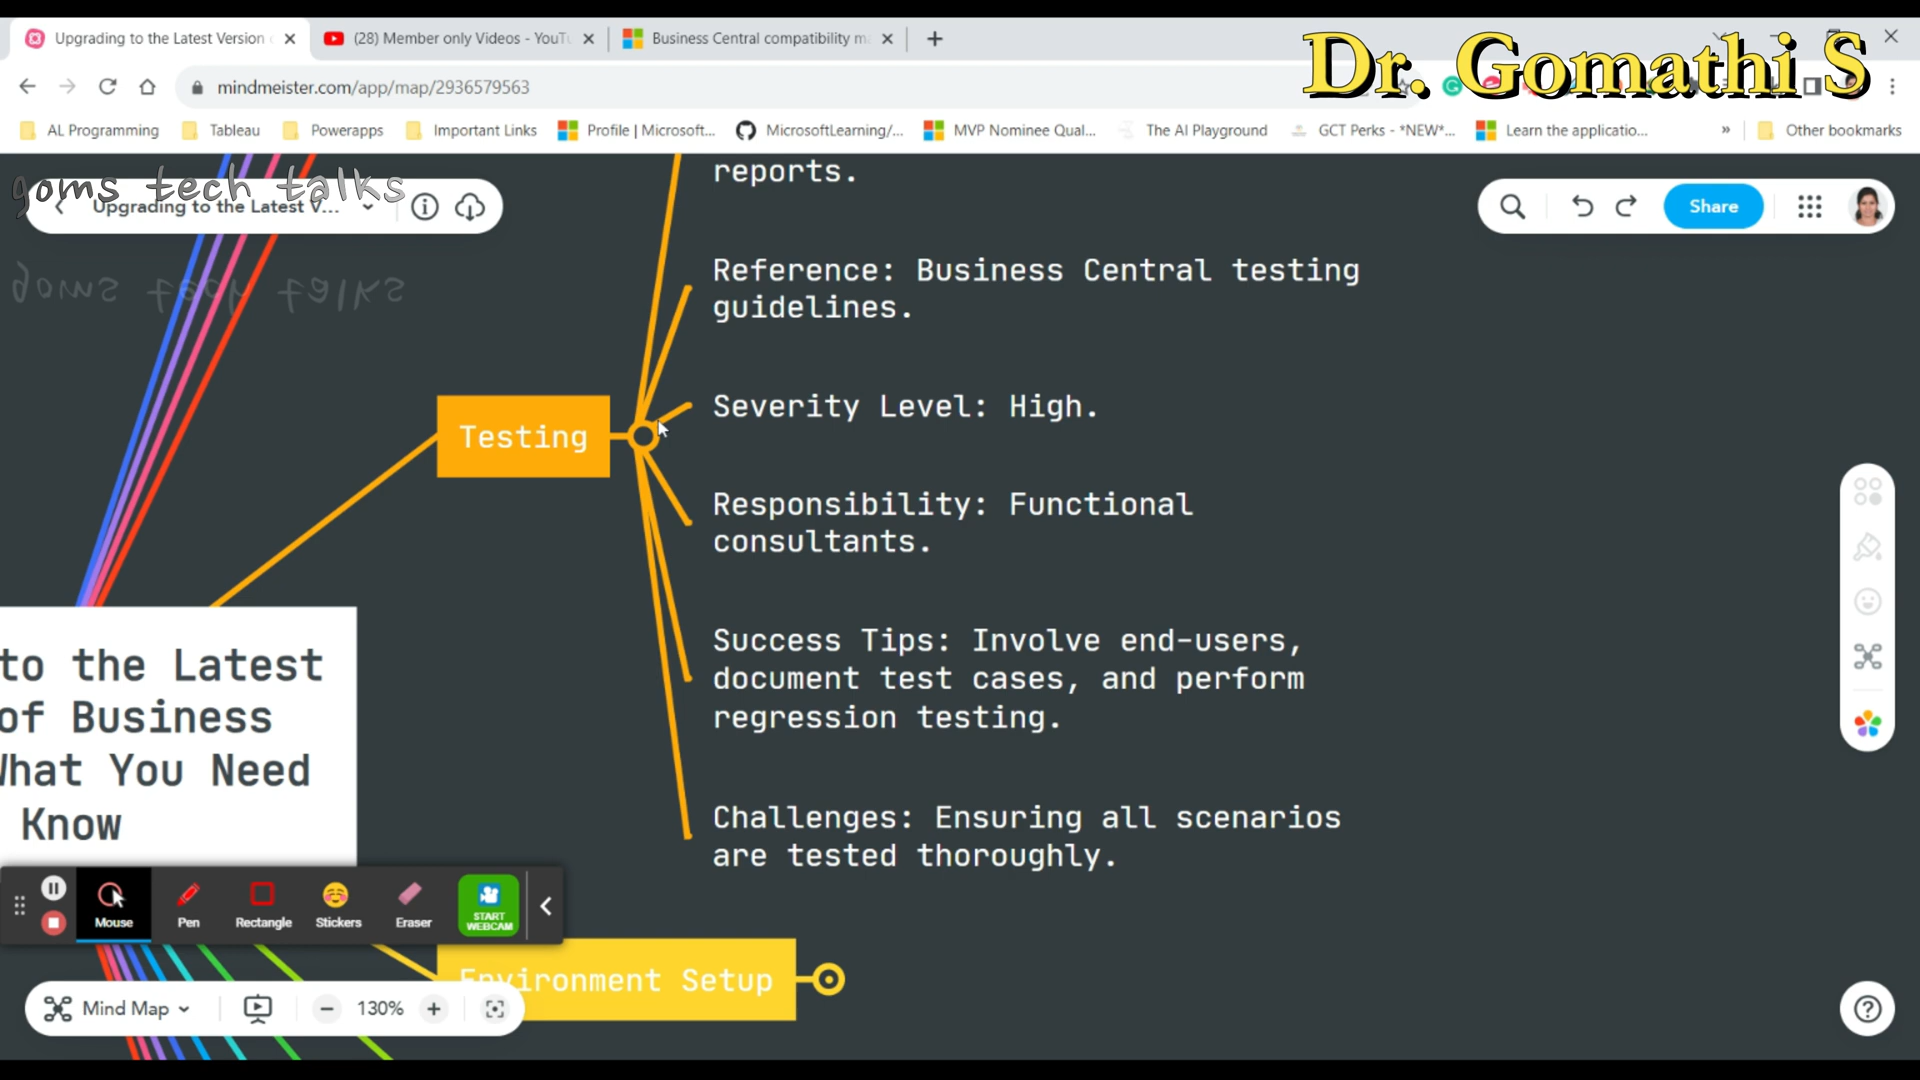 Upgrading to the Latest Version
(28) Member only Videos - YouTu
Business Central compatibility m
Dr. Gomathi S
mindmeister.com/app/map/2936579563
AL Programming
Tableau
Powerapps
Important Links
Profile | Microsoft...
MicrosoftLearning/...
MVP Nominee Qual...
The AI Playground
GCT Perks - *NEW*...
Learn the applicatio...
»
Other bookmarks
goms tech talks
Upgrading to the Latest V...
Share
reports.
Reference: Business Central testing
guidelines.
Severity Level: High.
Testing
Responsibility: Functional
consultants.
Success Tips: Involve end-users,
document test cases, and perform
regression testing.
to the Latest
of Business
What You Need
Know
Challenges: Ensuring all scenarios
are tested thoroughly.
Mouse
Pen
Rectangle
Stickers
Eraser
START
WEBCAM
Environment Setup
Mind Map
130%